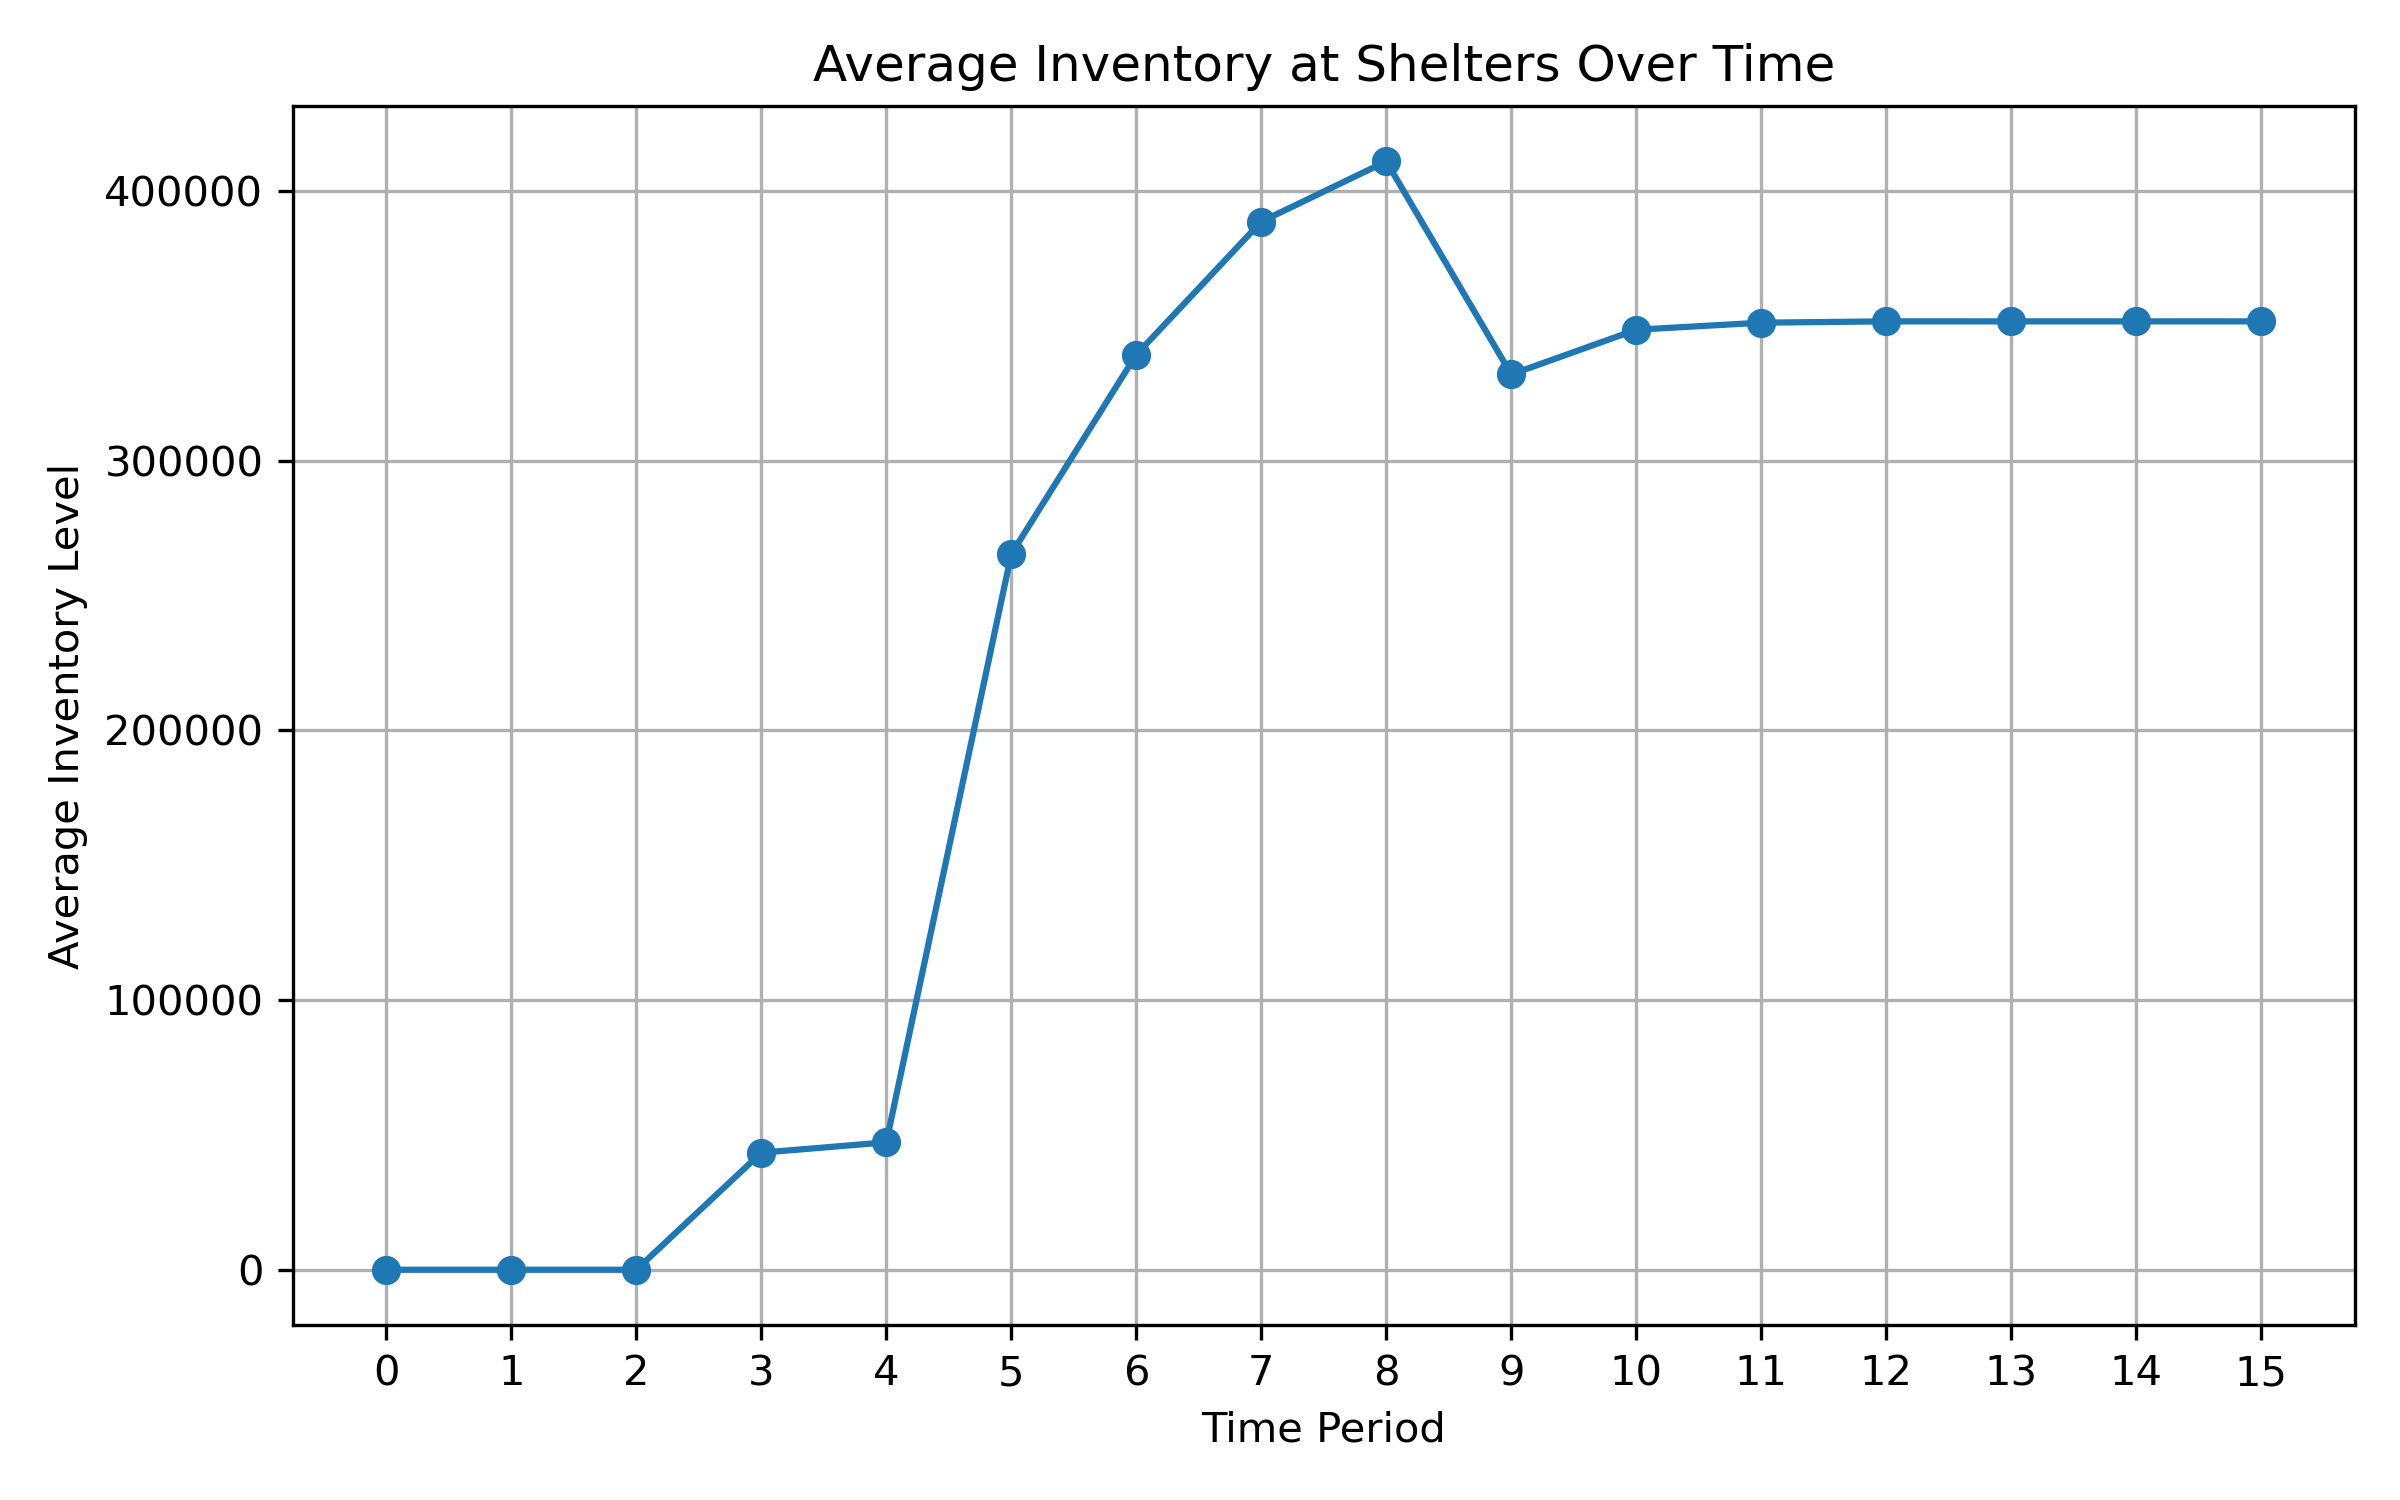 Average Inventory at Shelters Over Time
Average Inventory Level
400000
300000
200000
100000
0
0 1 2 3 4 5 6 7 8 9 10 11 12 13 14 15
Time Period